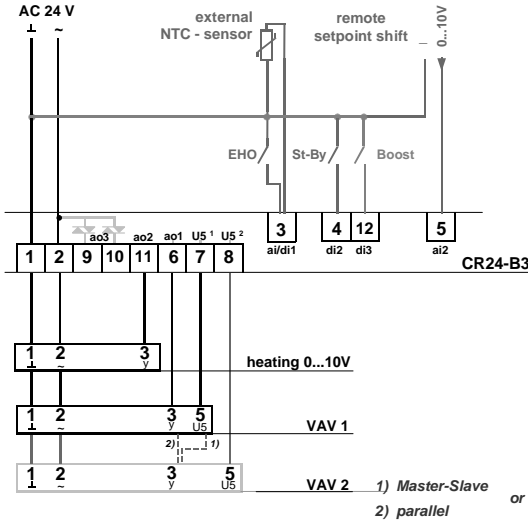 AC 24 V
⊥ ~
external
NTC - sensor
remote
setpoint shift
_ 0...10V
EHO St-By Boost
ao3 ao2 ao1 U5 1 U5 2
1 2 9 10 11 6 7 8
3 4 12 5
ai/di1 di2 di3 ai2
CR24-B3
1 2 3
⊥ ~ y
heating 0...10V
1 2 3 5
⊥ ~ y U5
VAV 1
2) 1)
1 2 3 5
⊥ ~ y U5
VAV 2
1) Master-Slave
or
2) parallel